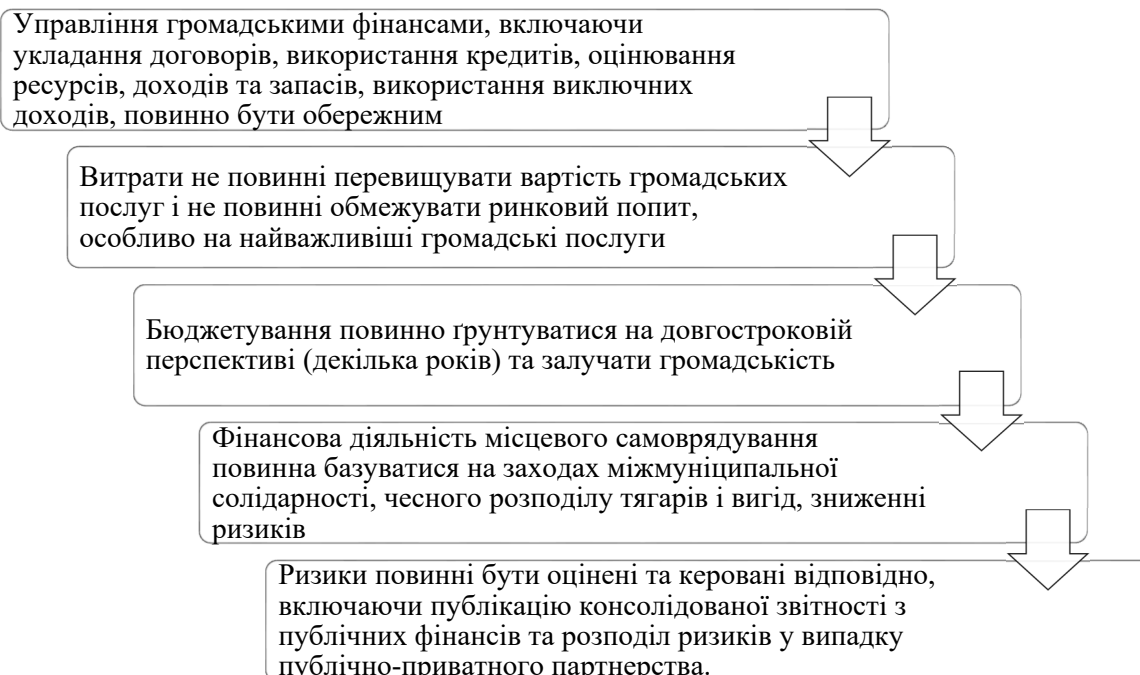 Управління громадськими фінансами, включаючи
укладання договорів, використання кредитів, оцінювання
ресурсів, доходів та запасів, використання виключних
доходів, повинно бути обережним
Витрати не повинні перевищувати вартість громадських
послуг і не повинні обмежувати ринковий попит,
особливо на найважливіші громадські послуги
Бюджетування повинно ґрунтуватися на довгостроковій
перспективі (декілька років) та залучати громадськість
Фінансова діяльність місцевого самоврядування
повинна базуватися на заходах міжмуніципальної
солідарності, чесного розподілу тягарів і вигід, зниженні
ризиків
Ризики повинні бути оцінені та керовані відповідно,
включаючи публікацію консолідованої звітності з
публічних фінансів та розподіл ризиків у випадку
публічно-приватного партнерства.